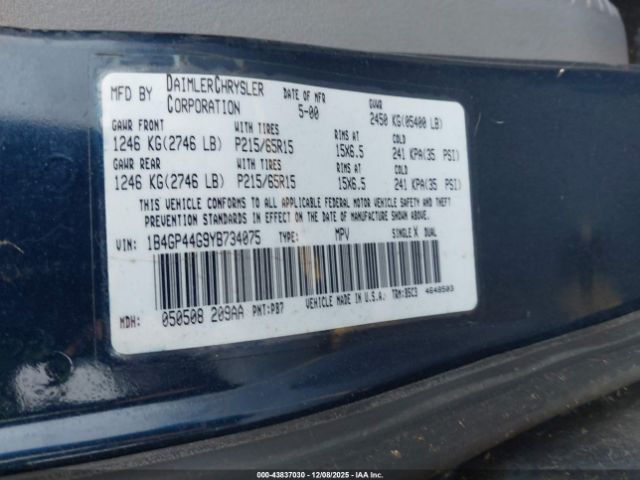 MFD BY DAIMLERCHRYSLER CORPORATION DATE OF MFR 5-00 GVWR 2450 KG(05400 LB)
GAWR FRONT WITH TIRES RIMS AT COLD
1246 KG(2746 LB) P215/65R15 15X6.5 241 KPA(35 PSI)
GAWR REAR WITH TIRES RIMS AT COLD
1246 KG(2746 LB) P215/65R15 15X6.5 241 KPA(35 PSI)
THIS VEHICLE CONFORMS TO ALL APPLICABLE FEDERAL MOTOR VEHICLE SAFETY AND THEFT
PREVENTION STANDARDS IN EFFECT ON THE DATE OF MANUFACTURE SHOWN ABOVE.
VIN: 1B4GP44G9YB734075 TYPE: MPV SINGLE X DUAL
MDH: 050508 209AA PNT:PB7 VEHICLE MADE IN U.S.A. TRM:B5C3 4648503
000-43837030 - 12/08/2025 - IAA Inc.